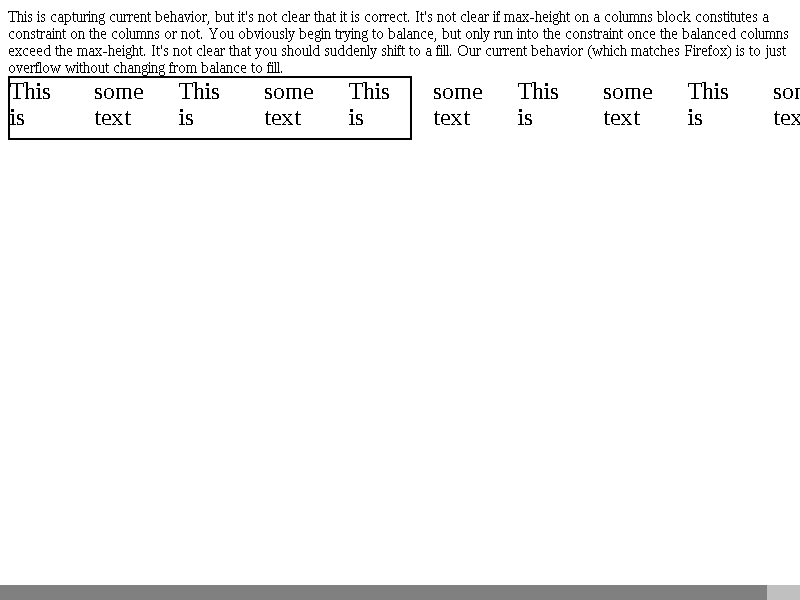 This is capturing current behavior, but it's not clear that it is correct. It's not clear if max-height on a columns block constitutes a
constraint on the columns or not. You obviously begin trying to balance, but only run into the constraint once the balanced columns
exceed the max-height. It's not clear that you should suddenly shift to a fill. Our current behavior (which matches Firefox) is to just
overflow without changing from balance to fill.
This some This some This some This some This
is text is text is text is text is